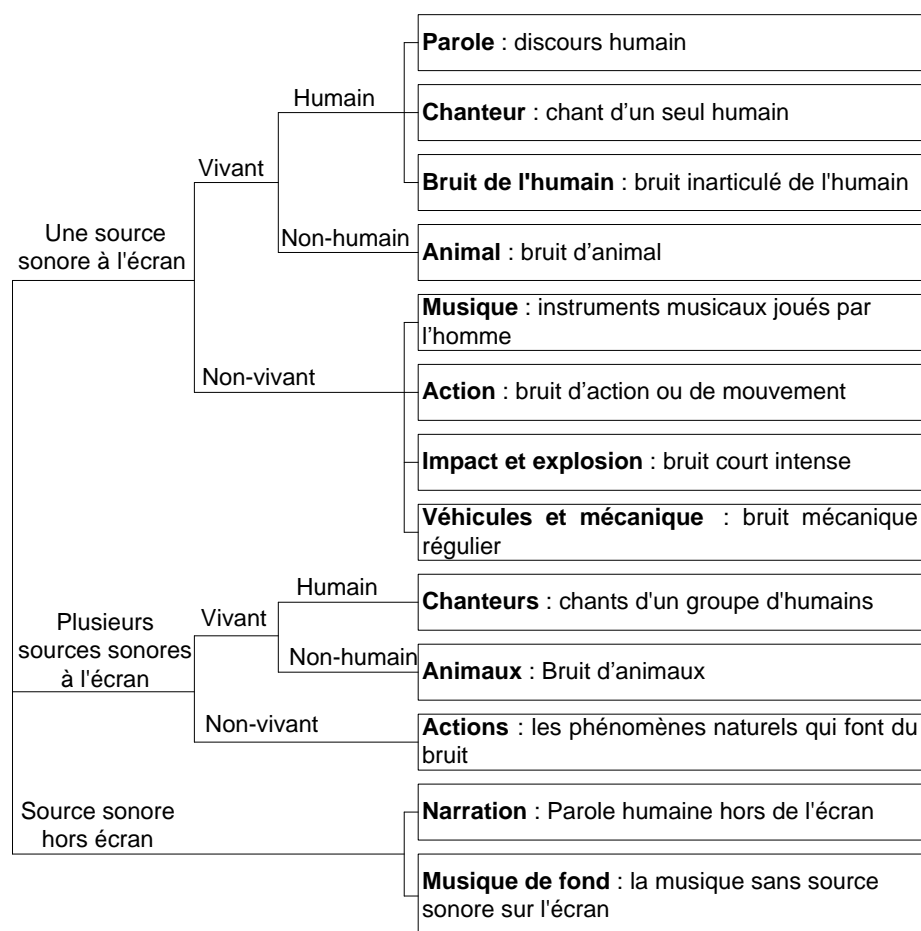 Parole : discours humain
Humain
Chanteur : chant d’un seul humain
Vivant
Bruit de l'humain : bruit inarticulé de l'humain
Une source
sonore à l'écran
Non-humain
Animal : bruit d’animal
Musique : instruments musicaux joués par
l’homme
Non-vivant
Action : bruit d’action ou de mouvement
Impact et explosion : bruit court intense
Véhicules et mécanique : bruit mécanique
régulier
Plusieurs
sources sonores
à l'écran
Vivant
Humain
Chanteurs : chants d'un groupe d'humains
Non-humain
Animaux : Bruit d’animaux
Non-vivant
Actions : les phénomènes naturels qui font du
bruit
Source sonore
hors écran
Narration : Parole humaine hors de l'écran
Musique de fond : la musique sans source
sonore sur l'écran